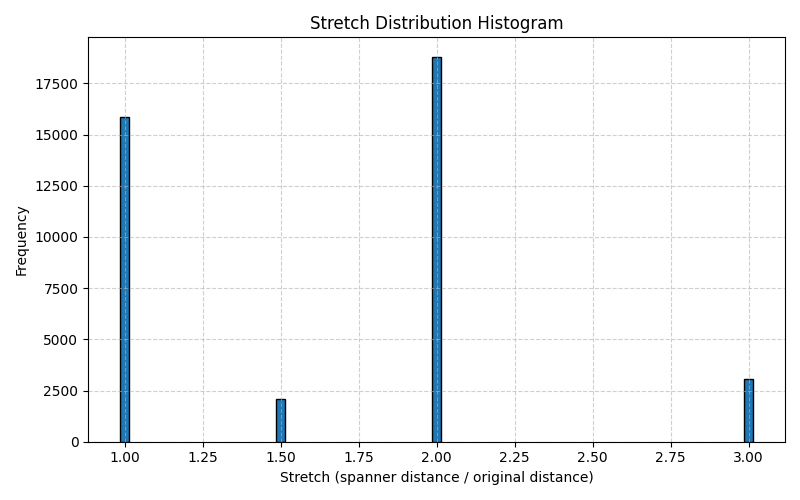 Stretch Distribution Histogram
Frequency
17500
15000
12500
10000
7500
5000
2500
0
1.00 1.25 1.50 1.75 2.00 2.25 2.50 2.75 3.00
Stretch (spanner distance / original distance)